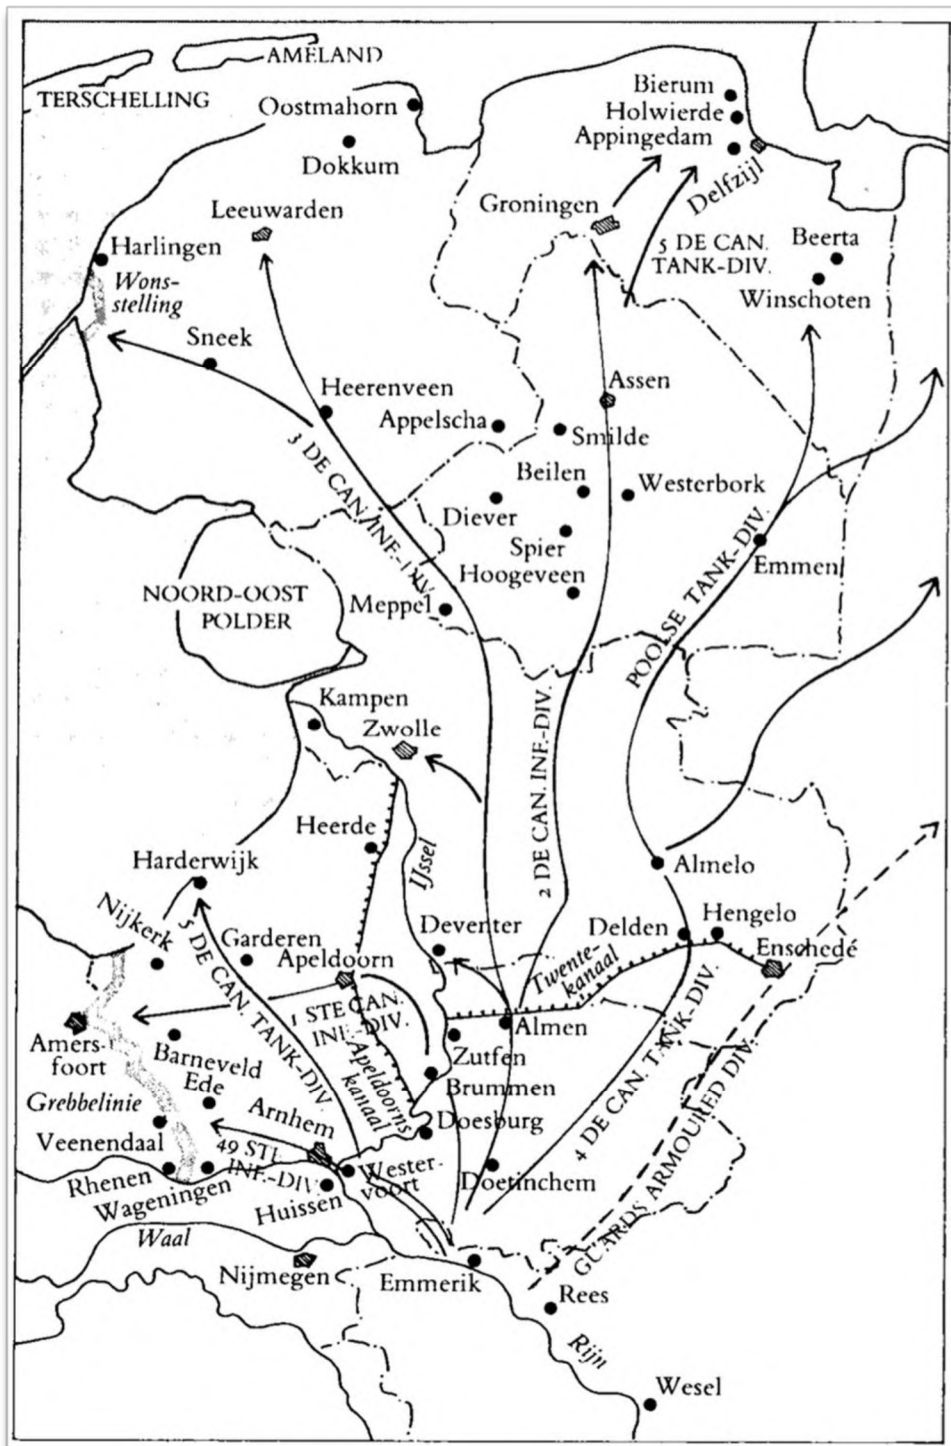 AMELAND
TERSCHELLING
Oostmahorn
Dokkum
Bierum
Holwierde
Appingedam
Delfzijl
Leeuwarden
Groningen
Harlingen
Wons-
stelling
5 DE CAN.
TANK-DIV.
Beerta
Winschoten
Sneek
Heerenveen
Assen
Appelscha
Smilde
3 DE CAN. INF.-DIV.
Beilen
Westerbork
Diever
Spier
Hoogeveen
POOLSE TANK-DIV.
Emmen
NOORD-OOST
POLDER
Meppel
Kampen
Zwolle
2 DE CAN. INF.-DIV.
Heerde
IJssel
Harderwijk
Almelo
Nijkerk
Garderen
Deventer
Delden
Hengelo
Enschedé
Apeldoorn
Twente-
kanaal
5 DE CAN. TANK-DIV.
1 STE CAN.
INF.-DIV.
Apeldoorns
kanaal
Almen
Amers-
foort
Barneveld
Zutfen
Ede
Brummen
4 DE CAN. TANK-DIV.
Grebbelinie
Arnhem
Doesburg
Veenendaal
49 STE
INF.-DIV.
Wester-
voort
Doetinchem
GUARDS ARMOURED DIV.
Rhenen
Wageningen
Huissen
Waal
Nijmegen
Emmerik
Rees
Rijn
Wesel